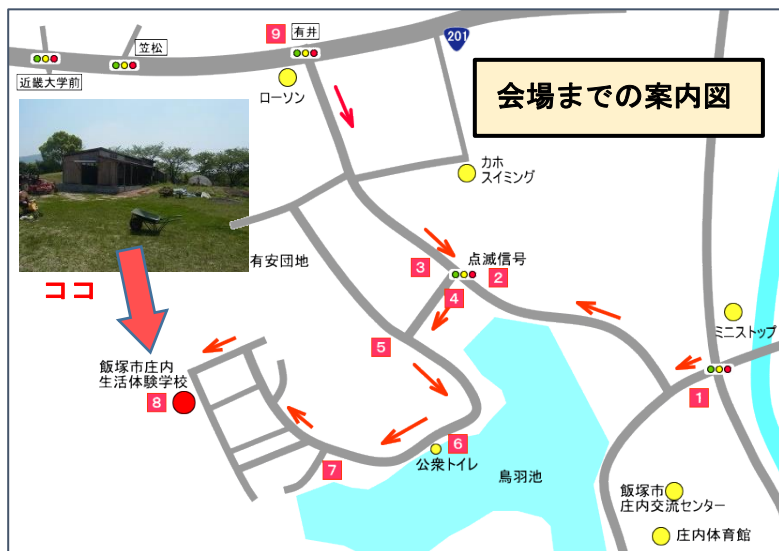 9
有井
笠松
近畿大学前
201
ローソン
会場までの案内図
カホ
スイミング
有安団地
ココ
3
点滅信号
2
4
ミニストップ
5
飯塚市庄内
生活体験学校
8
1
6
公衆トイレ
7
鳥羽池
飯塚市
庄内交流センター
庄内体育館